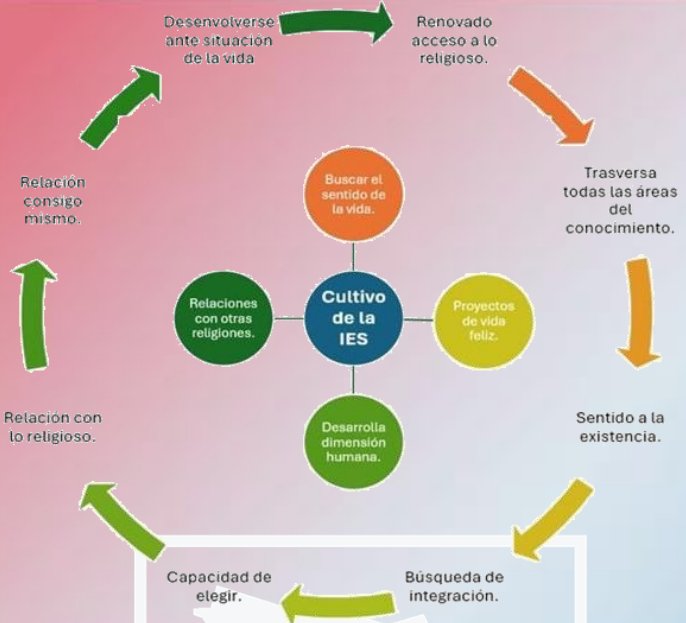 Desenvolverse
ante situación
de la vida
Renovado
acceso a lo
religioso.
Trasversa
todas las áreas
del
conocimiento.
Sentido a la
existencia.
Búsqueda de
integración.
Capacidad de
elegir.
Relación con
lo religioso.
Relación
consigo
mismo.
Buscar el
sentido de
la vida.
Proyectos
de vida
feliz.
Desarrolla
dimensión
humana.
Relaciones
con otras
religiones.
Cultivo
de la
IES